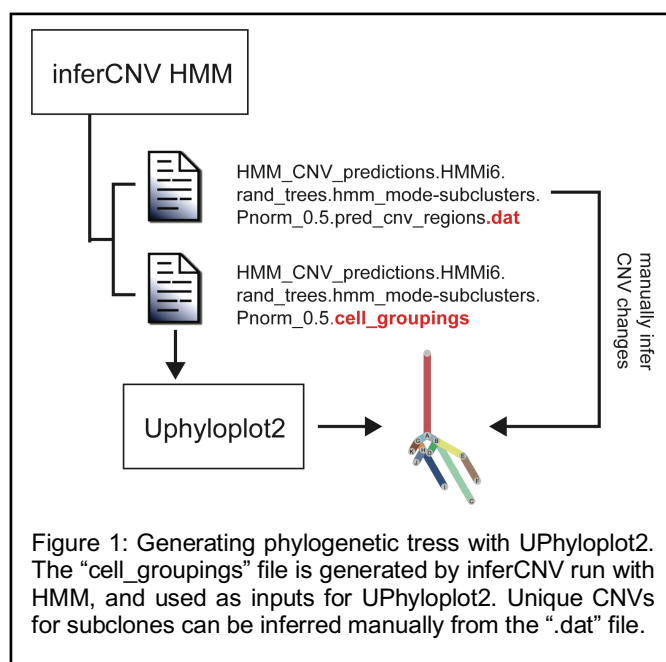 inferCNV HMM
HMM_CNV_predictions.HMMi6.
rand_trees.hmm_mode-subclusters.
Pnorm_0.5.pred_cnv_regions.dat
HMM_CNV_predictions.HMMi6.
rand_trees.hmm_mode-subclusters.
Pnorm_0.5.cell_groupings
manually infer
CNV changes
Uphyloplot2
A
B
E
F
I
Figure 1: Generating phylogenetic tress with UPhyloplot2.
The “cell_groupings” file is generated by inferCNV run with
HMM, and used as inputs for UPhyloplot2. Unique CNVs
for subclones can be inferred manually from the “.dat” file.